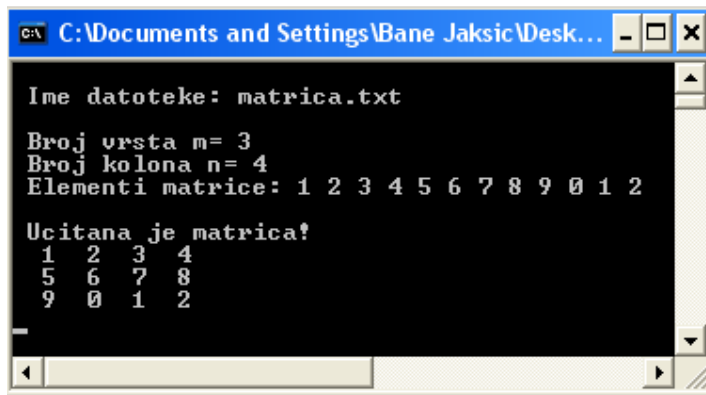 C:\Documents and Settings\Bane Jaksic\Desk...
Ime datoteke: matrica.txt
Broj vrsta m= 3
Broj kolona n= 4
Elementi matrice: 1 2 3 4 5 6 7 8 9 0 1 2
Ucitana je matrica!
1 2 3 4
5 6 7 8
9 0 1 2